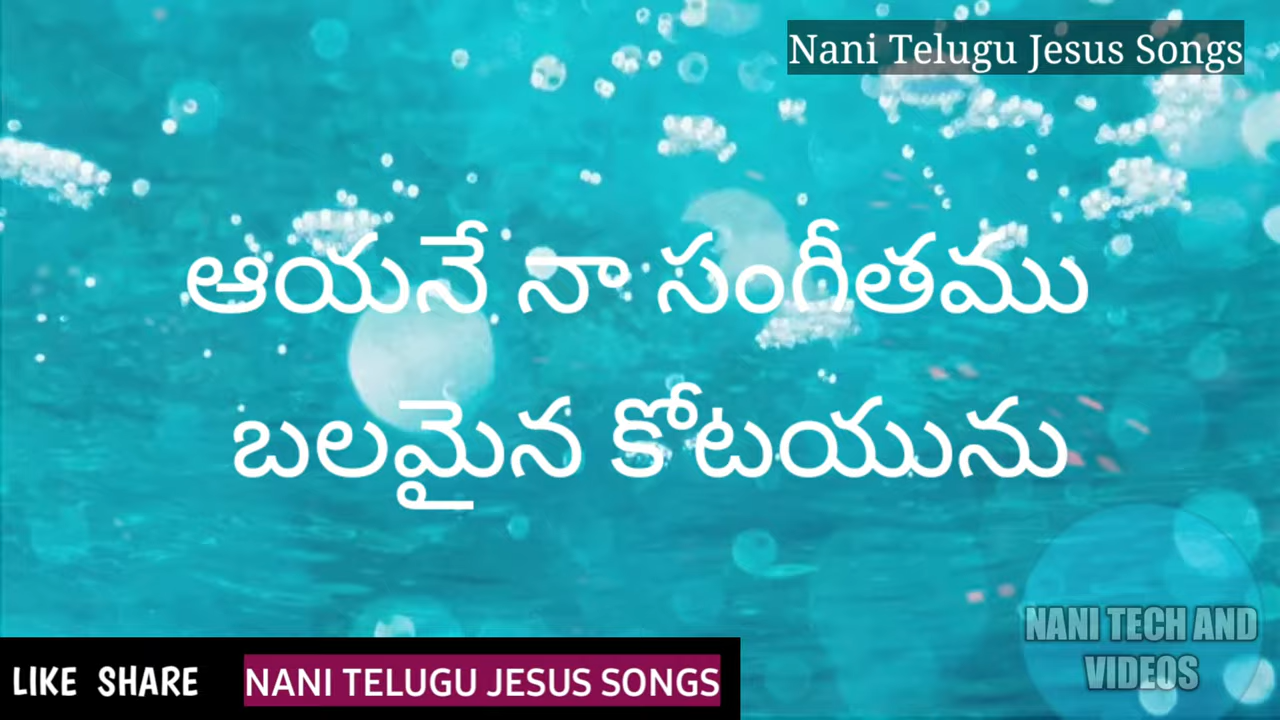 Nani Telugu Jesus Songs
ఆయనే నా సంగీతము
బలమైన కోటయును
NANI TECH AND
VIDEOS
LIKE SHARE NANI TELUGU JESUS SONGS